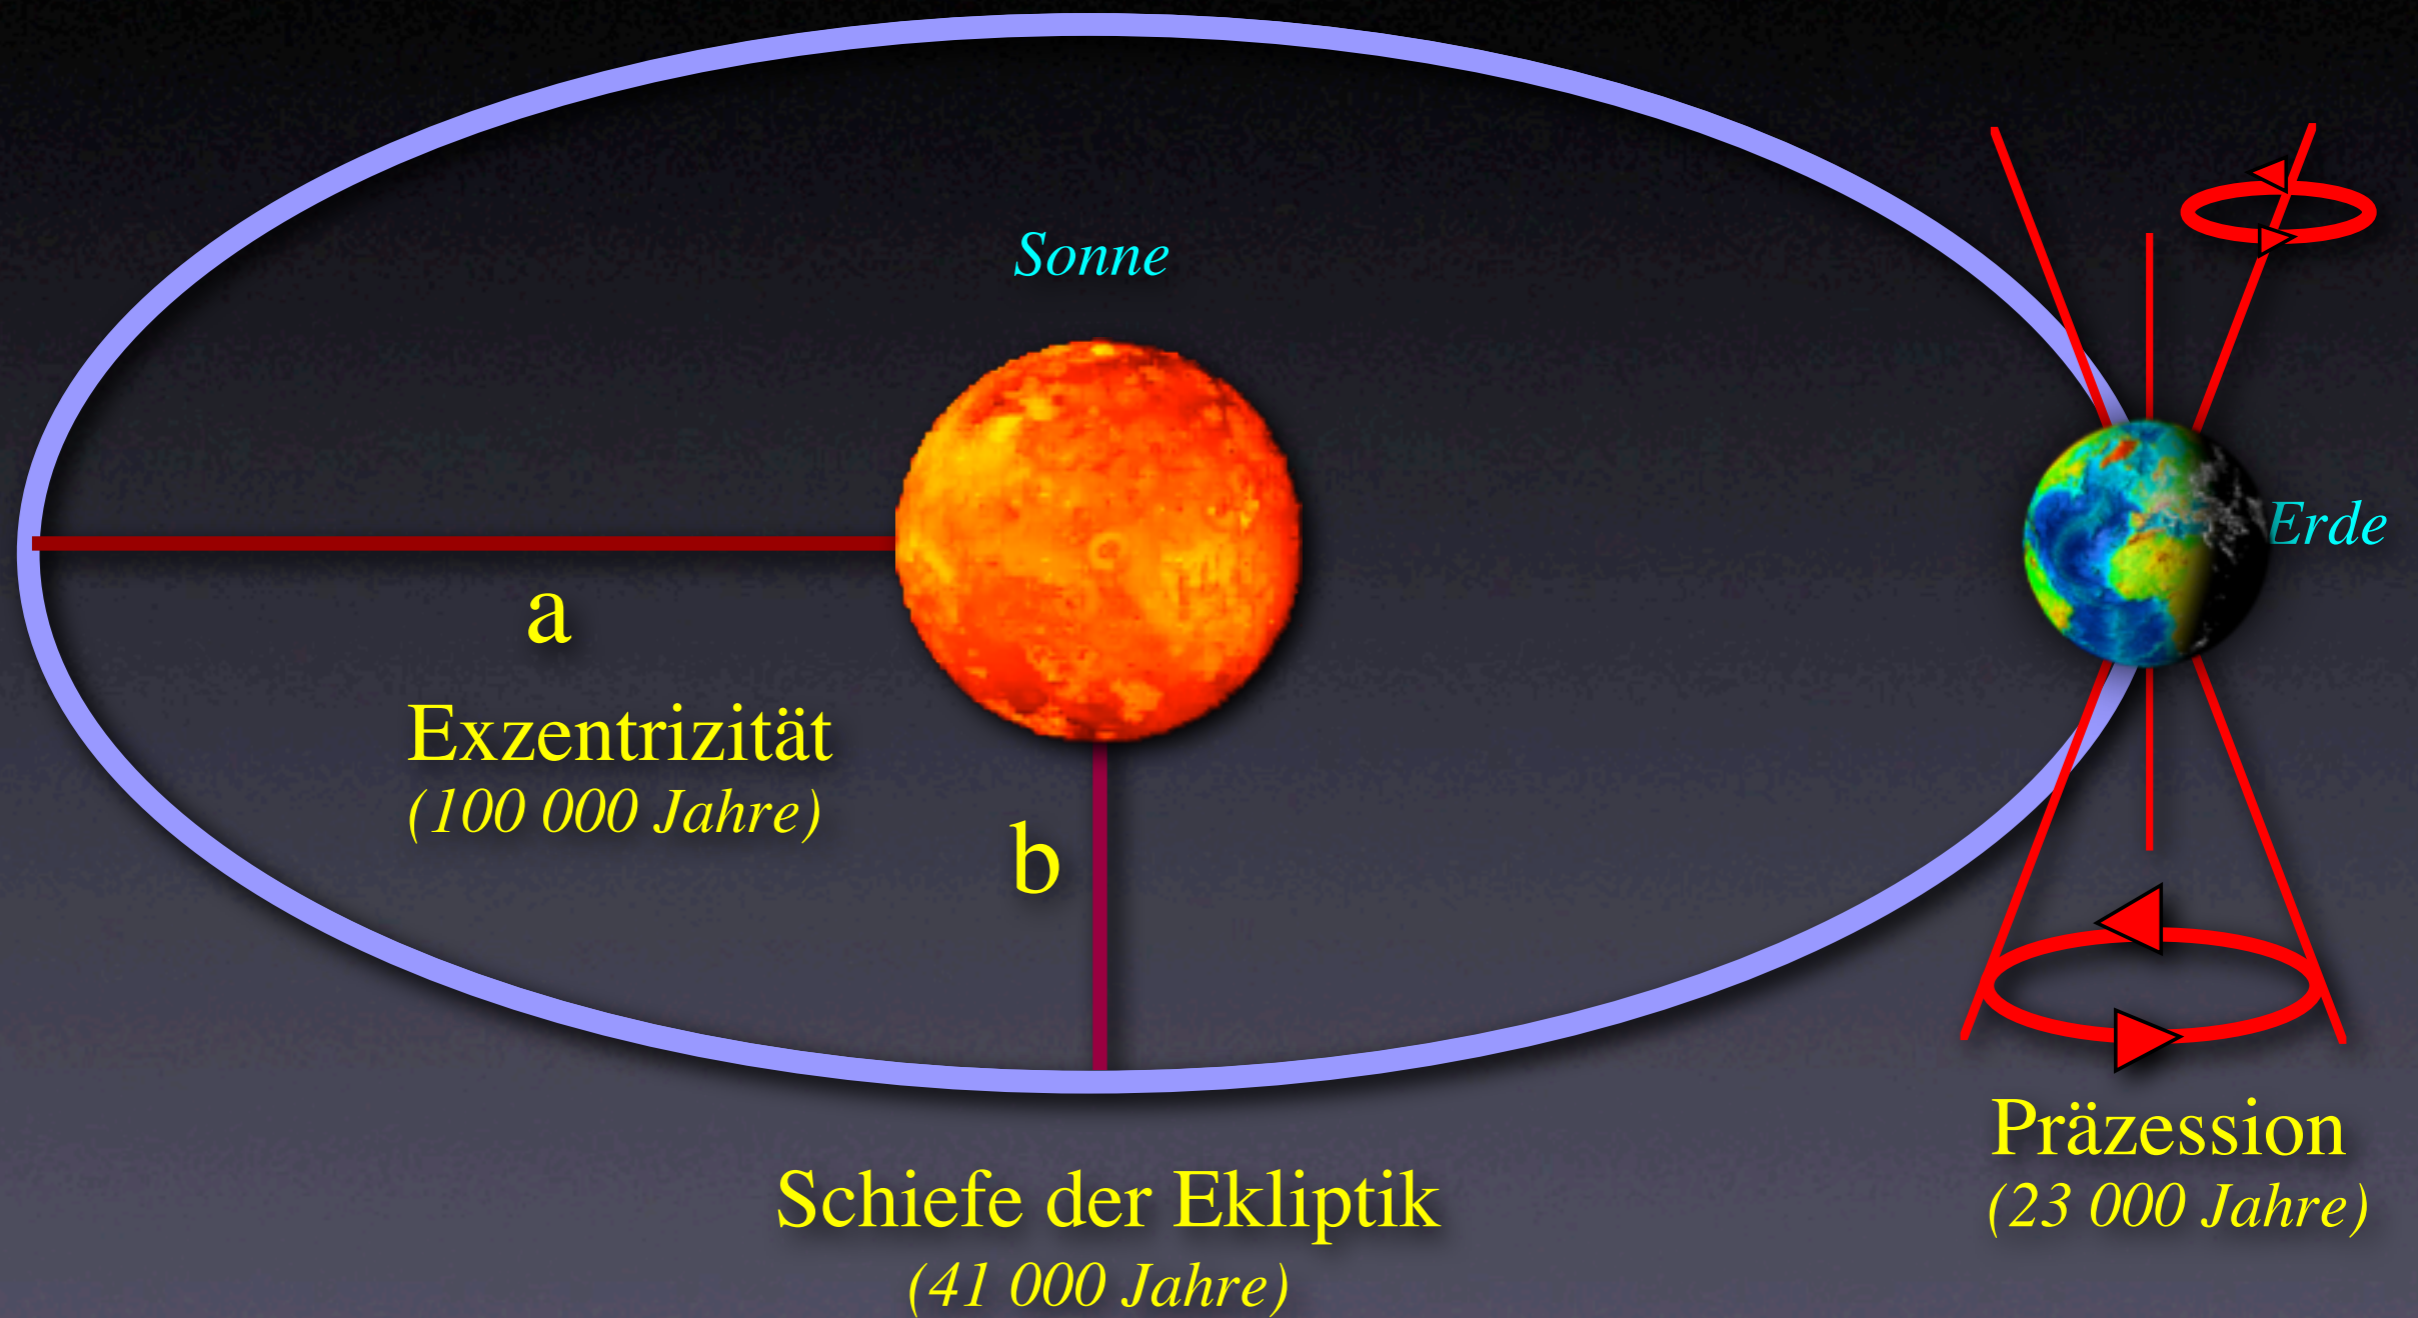 Sonne
Erde
a
Exzentrizität
(100 000 Jahre)
b
Präzession
(23 000 Jahre)
Schiefe der Ekliptik
(41 000 Jahre)